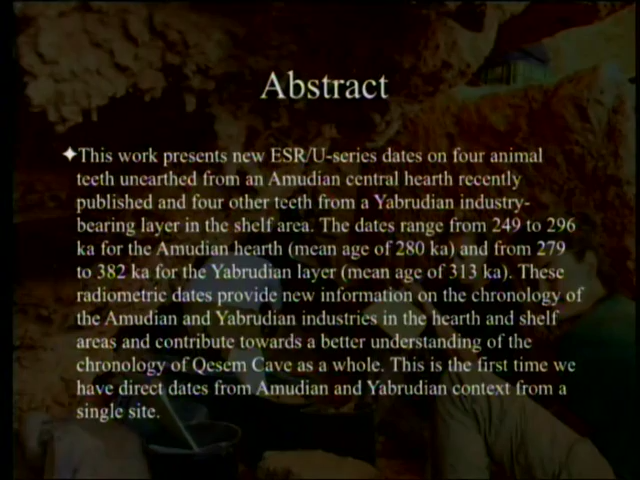 Abstract
✦This work presents new ESR/U-series dates on four animal
teeth unearthed from an Amudian central hearth recently
published and four other teeth from a Yabrudian industry-
bearing layer in the shelf area. The dates range from 249 to 296
ka for the Amudian hearth (mean age of 280 ka) and from 279
to 382 ka for the Yabrudian layer (mean age of 313 ka). These
radiometric dates provide new information on the chronology of
the Amudian and Yabrudian industries in the hearth and shelf
areas and contribute towards a better understanding of the
chronology of Qesem Cave as a whole. This is the first time we
have direct dates from Amudian and Yabrudian context from a
single site.